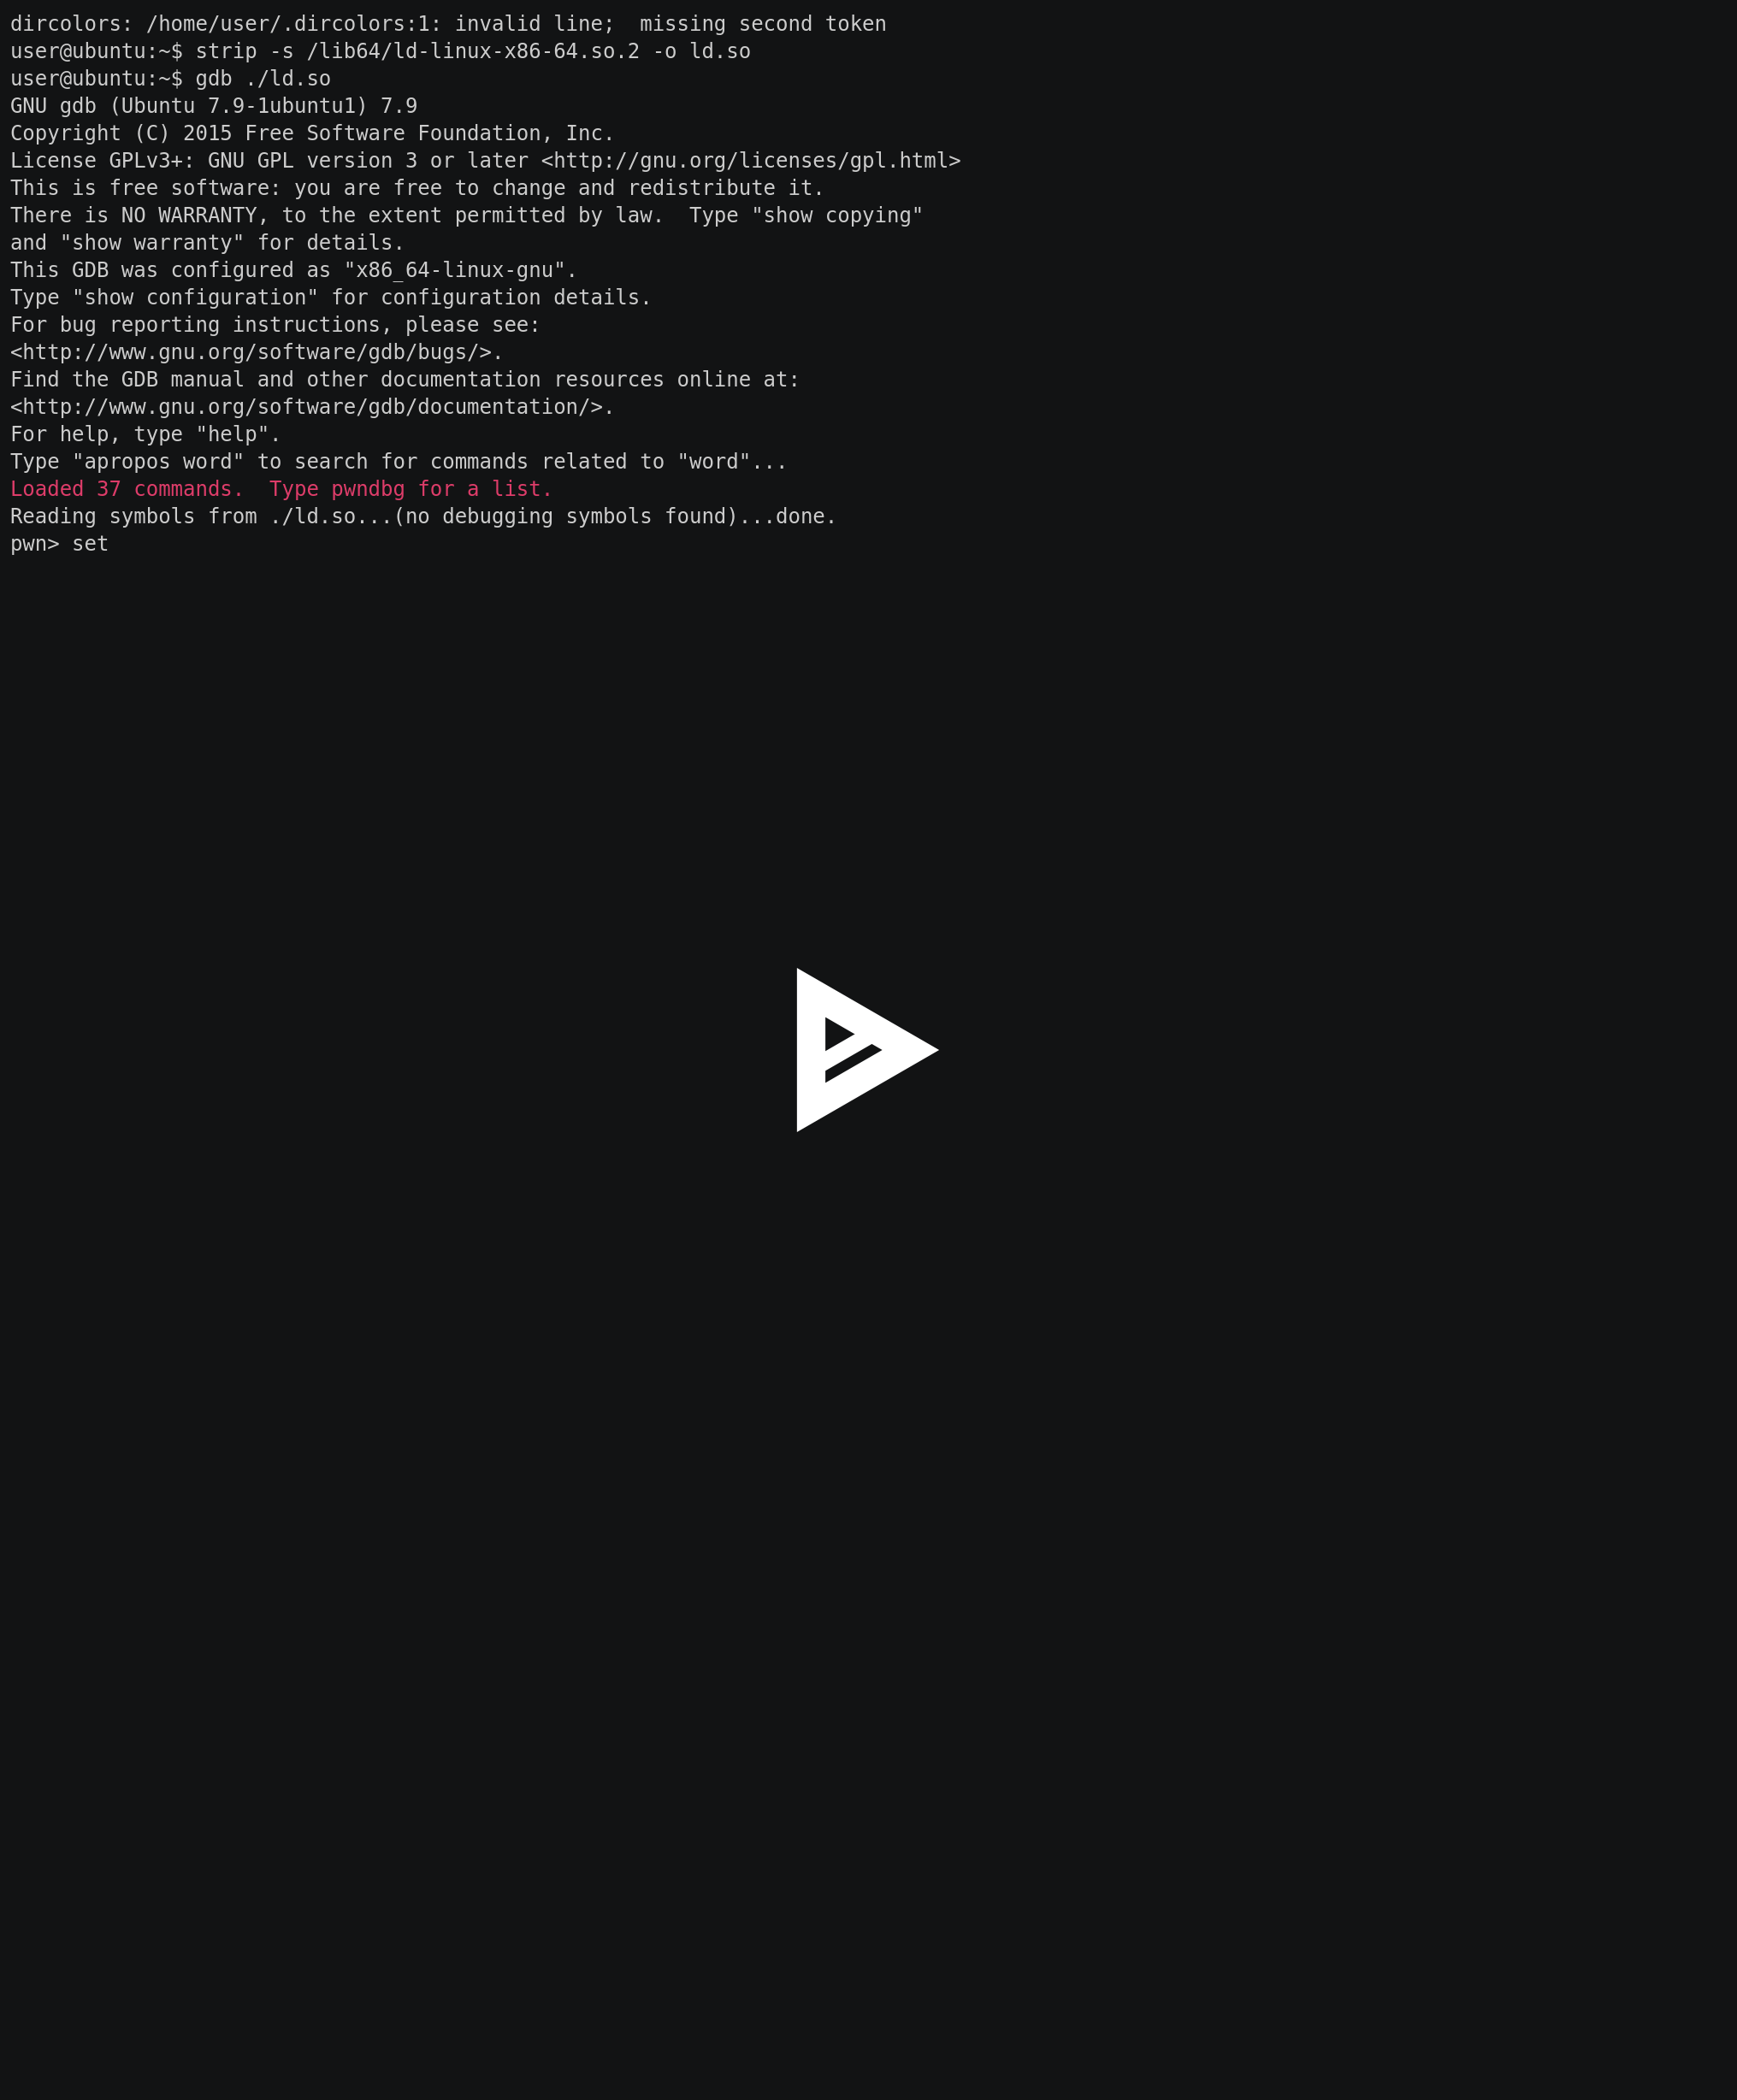 dircolors: /home/user/.dircolors:1: invalid line;  missing second token
user@ubuntu:~$ strip -s /lib64/ld-linux-x86-64.so.2 -o ld.so
user@ubuntu:~$ gdb ./ld.so
GNU gdb (Ubuntu 7.9-1ubuntu1) 7.9
Copyright (C) 2015 Free Software Foundation, Inc.
License GPLv3+: GNU GPL version 3 or later <http://gnu.org/licenses/gpl.html>
This is free software: you are free to change and redistribute it.
There is NO WARRANTY, to the extent permitted by law.  Type "show copying"
and "show warranty" for details.
This GDB was configured as "x86_64-linux-gnu".
Type "show configuration" for configuration details.
For bug reporting instructions, please see:
<http://www.gnu.org/software/gdb/bugs/>.
Find the GDB manual and other documentation resources online at:
<http://www.gnu.org/software/gdb/documentation/>.
For help, type "help".
Type "apropos word" to search for commands related to "word"...
Loaded 37 commands.  Type pwndbg for a list.
Reading symbols from ./ld.so...(no debugging symbols found)...done.
pwn> set